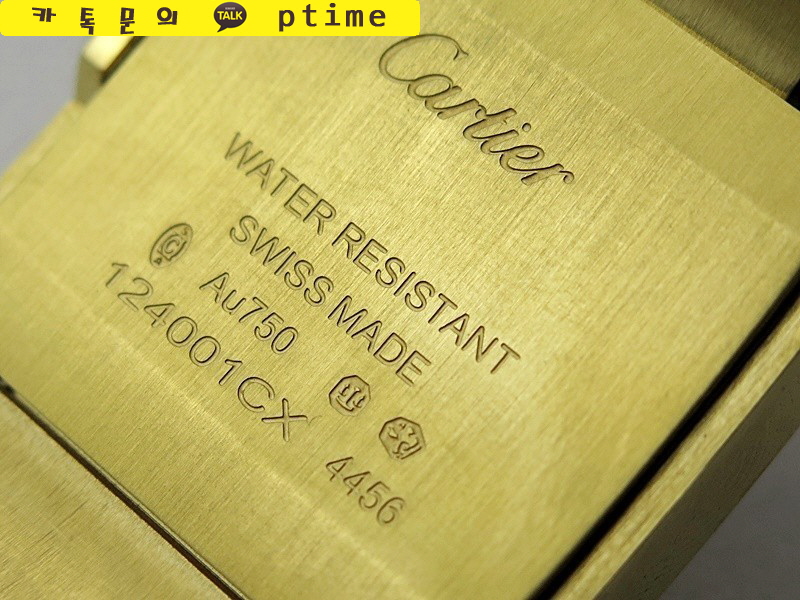 카톡문의 TALK ptime
Cartier
WATER RESISTANT
SWISS MADE
Au750
124001CX
4456